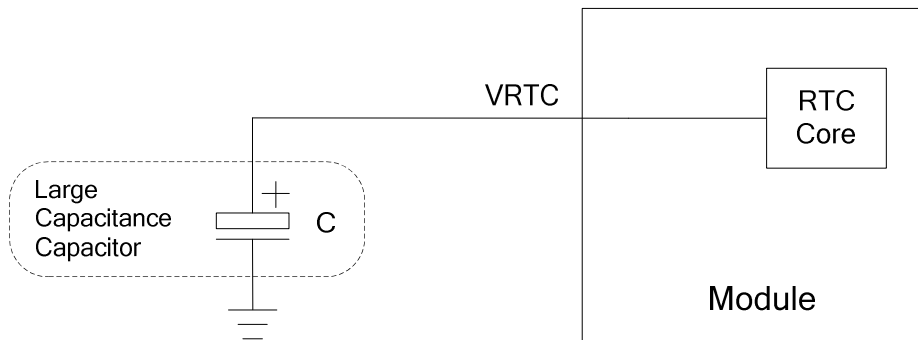 VRTC
RTC
Core
Large
Capacitance
Capacitor
+
C
Module